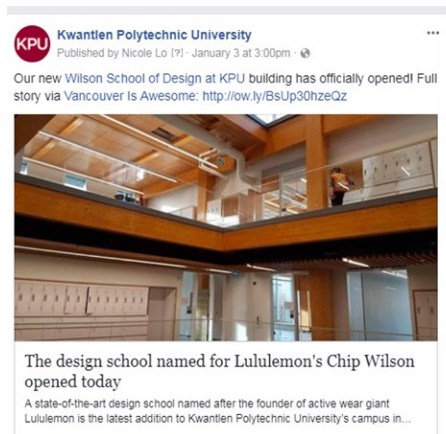 KPU
Kwantlen Polytechnic University
Published by Nicole Lo [?] · January 3 at 3:00pm ·
Our new Wilson School of Design at KPU building has officially opened! Full
story via Vancouver Is Awesome: http://ow.ly/BsUp30hzeQz
The design school named for Lululemon's Chip Wilson
opened today
A state-of-the-art design school named after the founder of active wear giant
Lululemon is the latest addition to Kwantlen Polytechnic University's campus in...